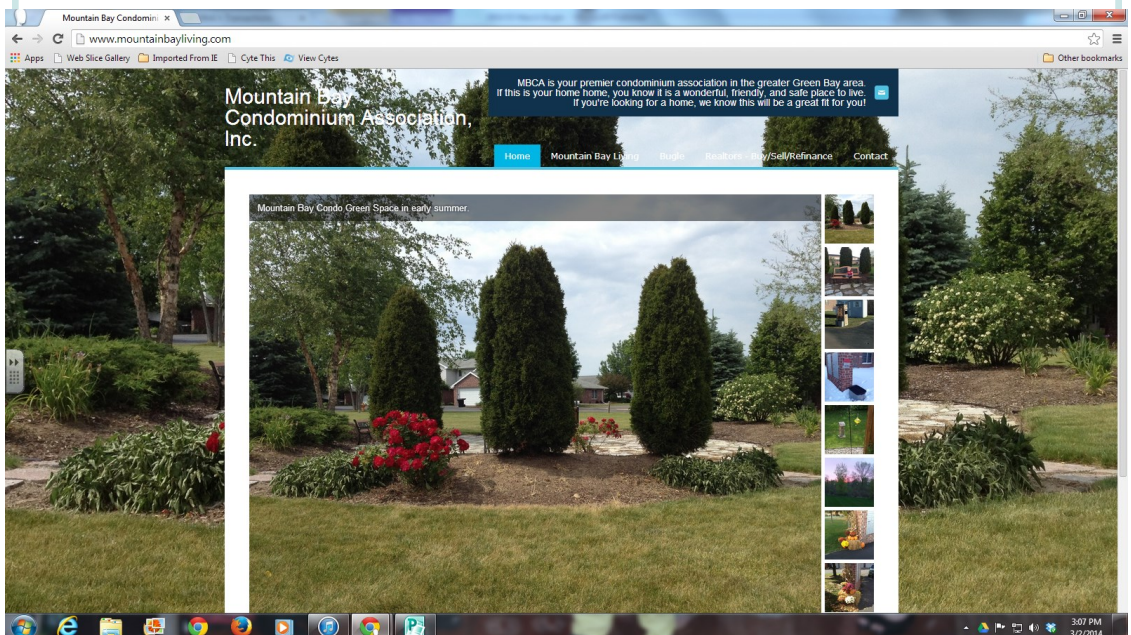 Mountain Bay Condomini
www.mountainbayliving.com
Apps Web Slice Gallery Imported From IE Cyte This View Cytes Other bookmarks
Mountain Bay
Condominium Association,
Inc.
MBCA is your premier condominium association in the greater Green Bay area.
If this is your home home, you know it is a wonderful, friendly, and safe place to live.
If you're looking for a home, we know this will be a great fit for you!
Home Mountain Bay Living Bugle Realtors - Buy/Sell/Refinance Contact
Mountain Bay Condo Green Space in early summer.
3:07 PM
3/2/2014